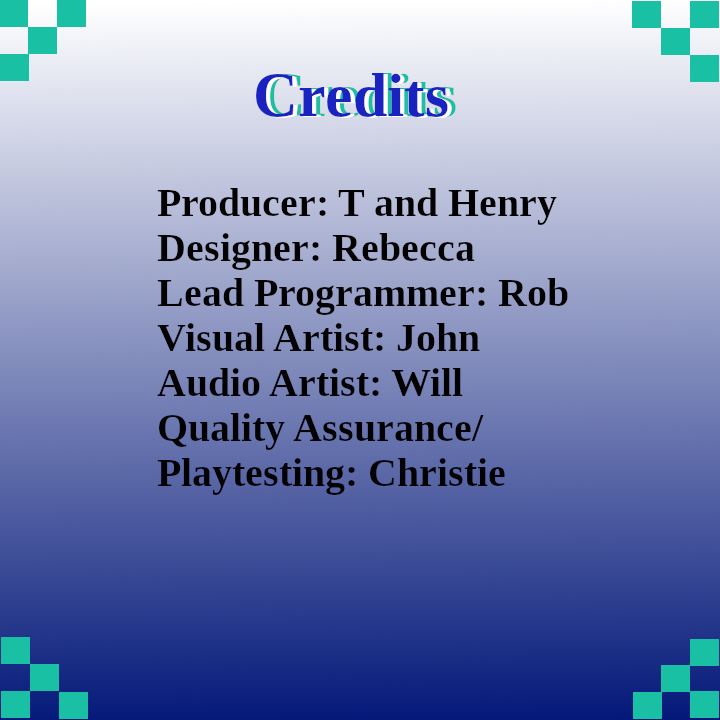 Credits
Producer: T and Henry
Designer: Rebecca
Lead Programmer: Rob
Visual Artist: John
Audio Artist: Will
Quality Assurance/
Playtesting: Christie